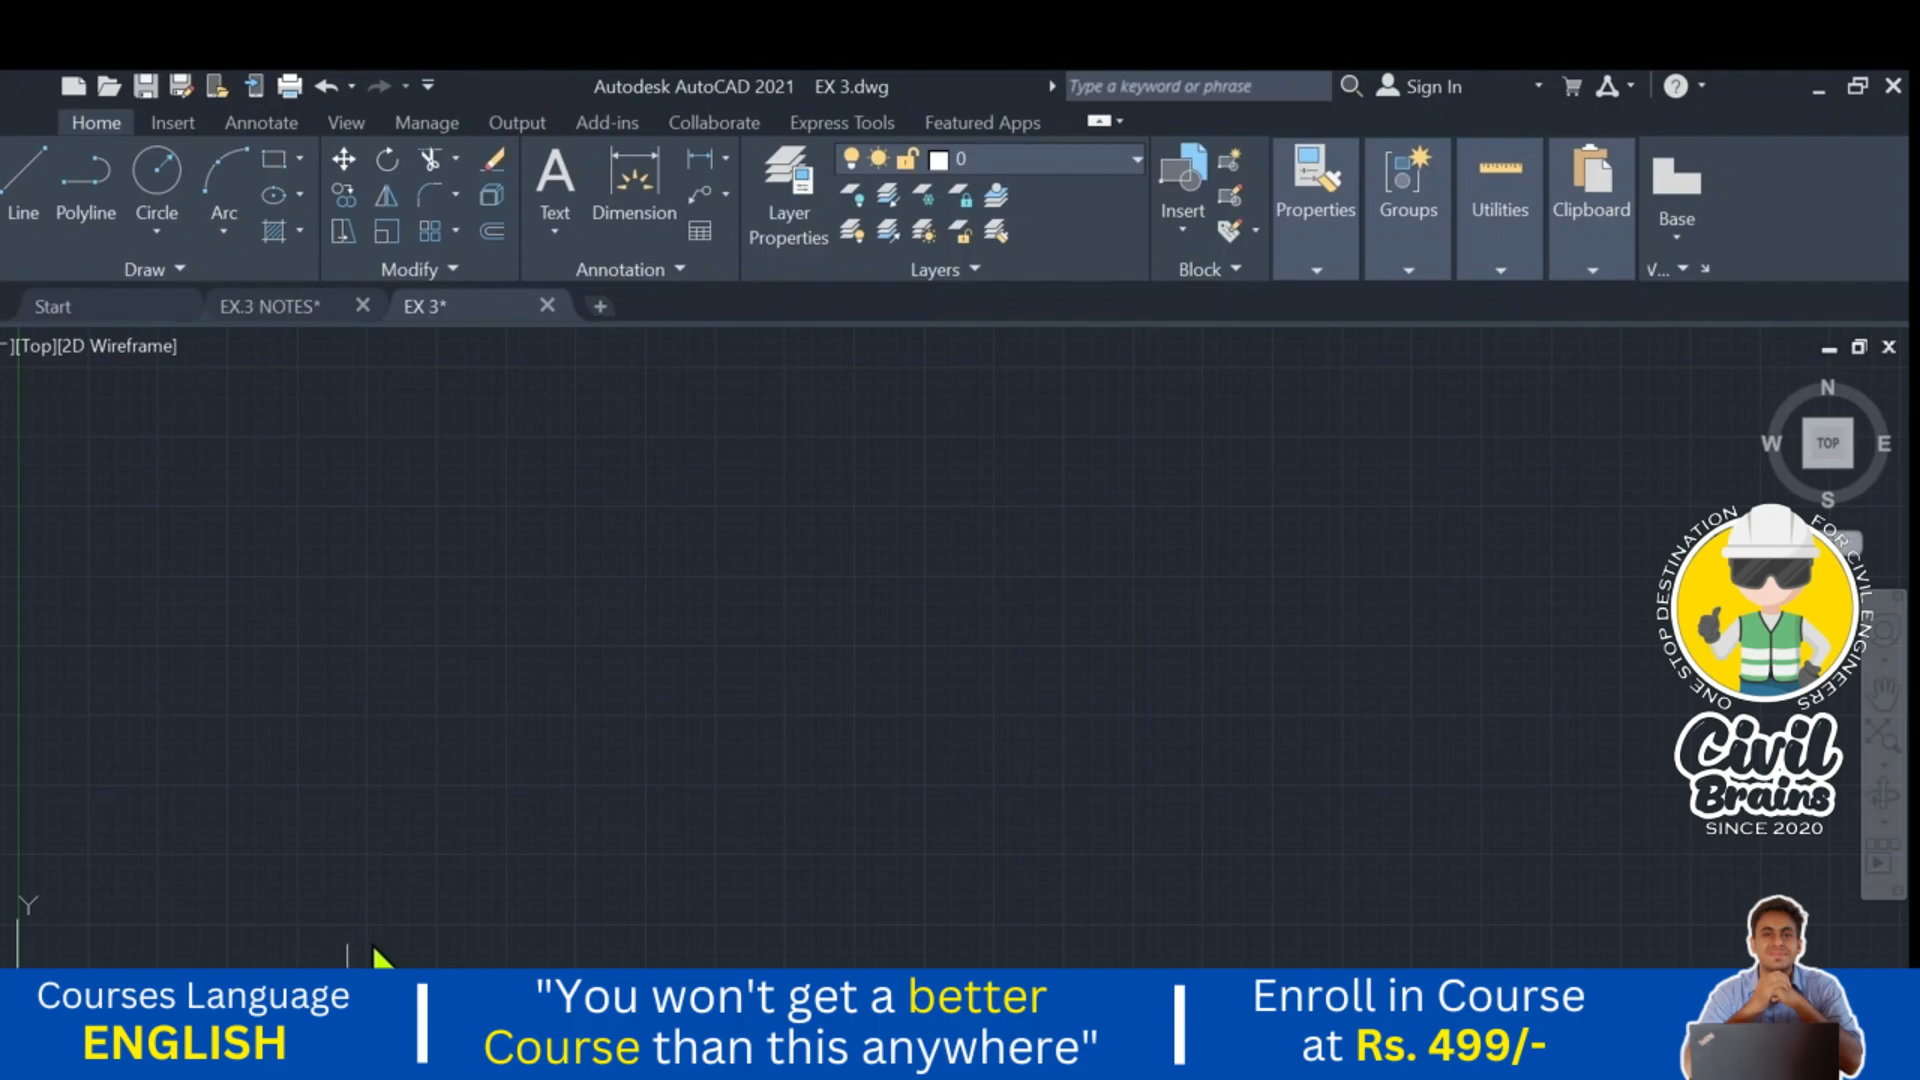 Autodesk AutoCAD 2021 EX 3.dwg
Type a keyword or phrase
Sign In
Home Insert Annotate View Manage Output Add-ins Collaborate Express Tools Featured Apps
0
Line Polyline Circle Arc
Text Dimension
Layer
Properties
Insert
Properties Groups Utilities Clipboard
Base
Draw Modify Annotation Layers Block V...
Start EX.3 NOTES* EX 3*
][Top][2D Wireframe]
N
W TOP E
S
ONE STOP DESTINATION FOR CIVIL ENGINEERS
Civil
Brains
SINCE 2020
Y
Courses Language
ENGLISH
"You won't get a better
Course than this anywhere"
Enroll in Course
at Rs. 499/-